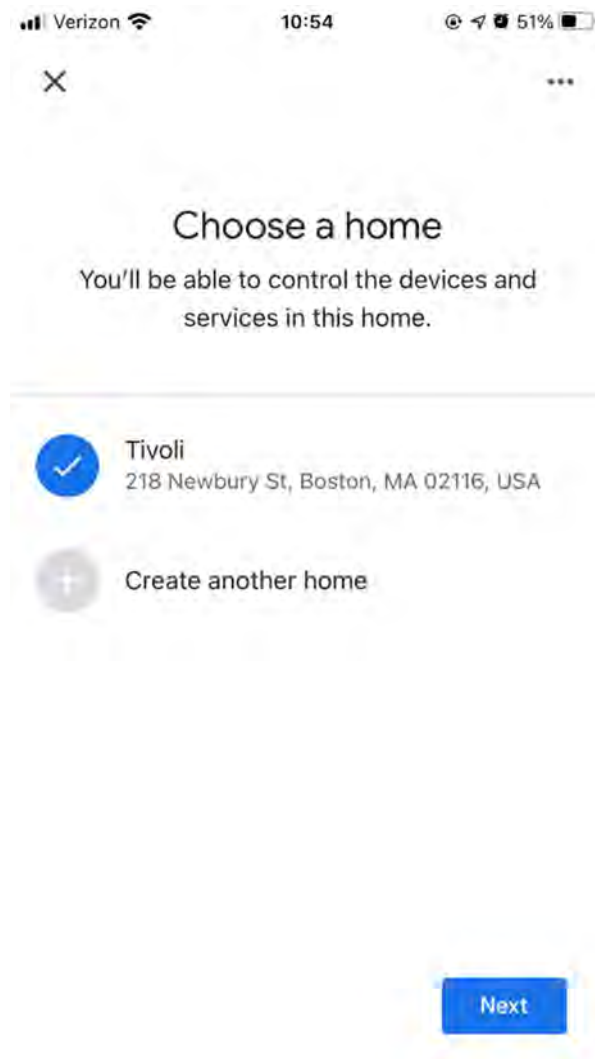 Verizon 10:54 51%
Choose a home
You'll be able to control the devices and
services in this home.
Tivoli
218 Newbury St, Boston, MA 02116, USA
Create another home
Next